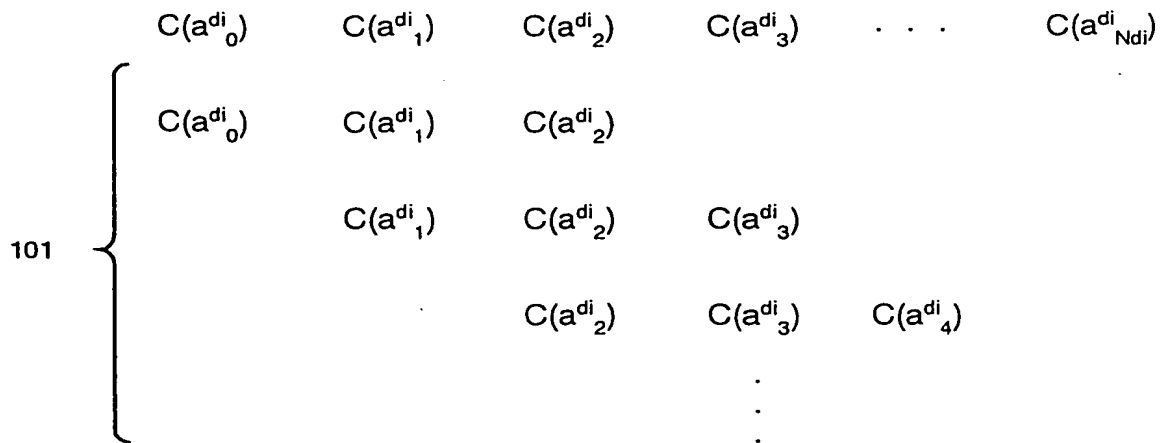 C(a^di_0) C(a^di_1) C(a^di_2) C(a^di_3) . . . C(a^di_Ndi)
C(a^di_0) C(a^di_1) C(a^di_2)
C(a^di_1) C(a^di_2) C(a^di_3)
101
C(a^di_2) C(a^di_3) C(a^di_4)
.
.
.